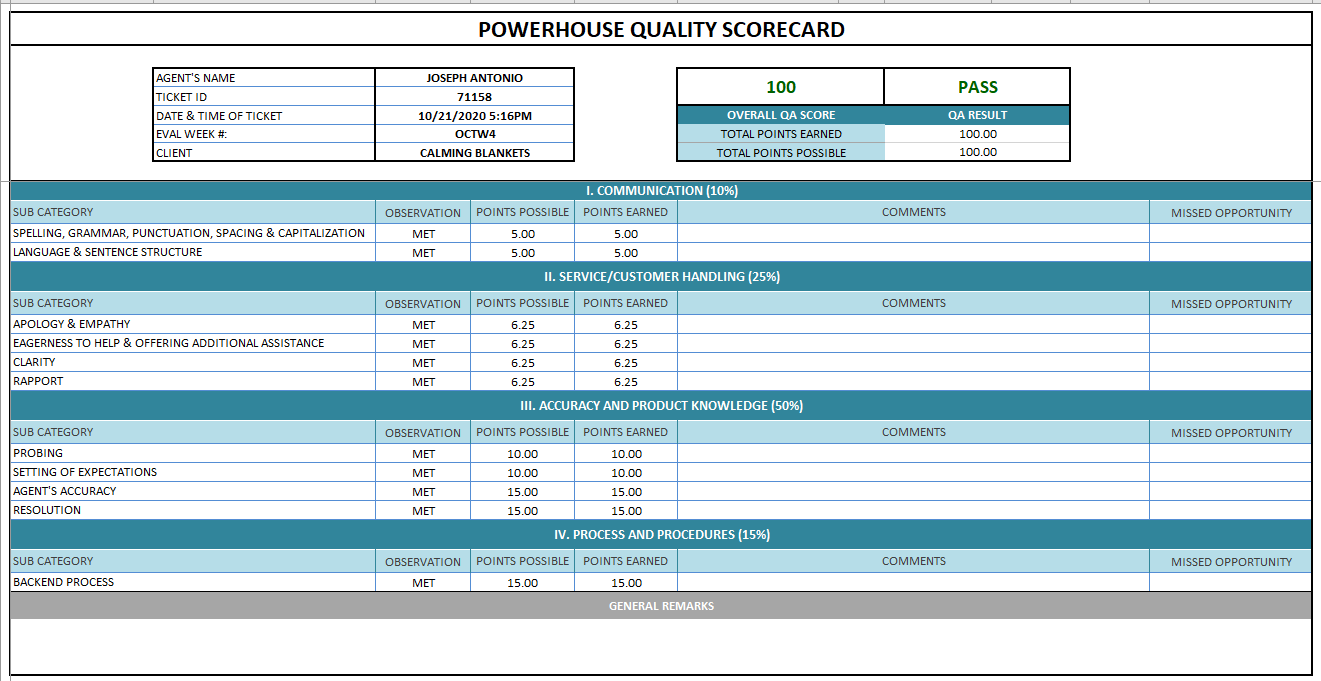 POWERHOUSE QUALITY SCORECARD
AGENT'S NAME JOSEPH ANTONIO
TICKET ID 71158
DATE & TIME OF TICKET 10/21/2020 5:16PM
EVAL WEEK #: OCTW4
CLIENT CALMING BLANKETS
100 PASS
OVERALL QA SCORE QA RESULT
TOTAL POINTS EARNED 100.00
TOTAL POINTS POSSIBLE 100.00
I. COMMUNICATION (10%)
SUB CATEGORY OBSERVATION POINTS POSSIBLE POINTS EARNED COMMENTS MISSED OPPORTUNITY
SPELLING, GRAMMAR, PUNCTUATION, SPACING & CAPITALIZATION MET 5.00 5.00
LANGUAGE & SENTENCE STRUCTURE MET 5.00 5.00
II. SERVICE/CUSTOMER HANDLING (25%)
SUB CATEGORY OBSERVATION POINTS POSSIBLE POINTS EARNED COMMENTS MISSED OPPORTUNITY
APOLOGY & EMPATHY MET 6.25 6.25
EAGERNESS TO HELP & OFFERING ADDITIONAL ASSISTANCE MET 6.25 6.25
CLARITY MET 6.25 6.25
RAPPORT MET 6.25 6.25
III. ACCURACY AND PRODUCT KNOWLEDGE (50%)
SUB CATEGORY OBSERVATION POINTS POSSIBLE POINTS EARNED COMMENTS MISSED OPPORTUNITY
PROBING MET 10.00 10.00
SETTING OF EXPECTATIONS MET 10.00 10.00
AGENT'S ACCURACY MET 15.00 15.00
RESOLUTION MET 15.00 15.00
IV. PROCESS AND PROCEDURES (15%)
SUB CATEGORY OBSERVATION POINTS POSSIBLE POINTS EARNED COMMENTS MISSED OPPORTUNITY
BACKEND PROCESS MET 15.00 15.00
GENERAL REMARKS